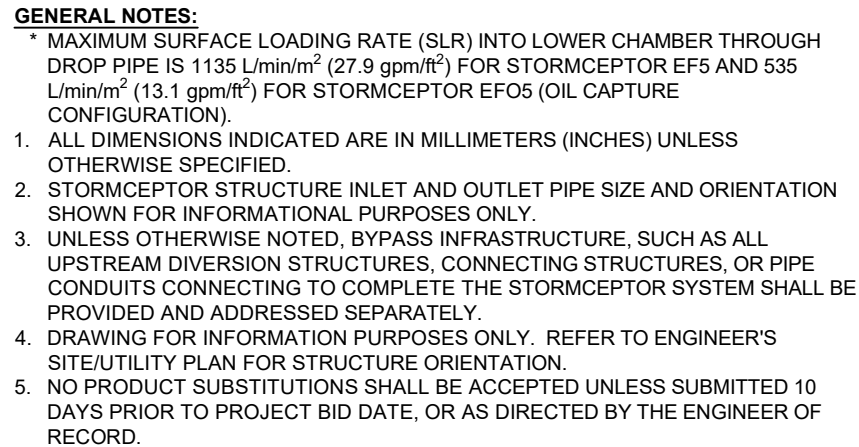 GENERAL NOTES:
* MAXIMUM SURFACE LOADING RATE (SLR) INTO LOWER CHAMBER THROUGH
DROP PIPE IS 1135 L/min/m² (27.9 gpm/ft²) FOR STORMCEPTOR EF5 AND 535
L/min/m² (13.1 gpm/ft²) FOR STORMCEPTOR EFO5 (OIL CAPTURE
CONFIGURATION).
1. ALL DIMENSIONS INDICATED ARE IN MILLIMETERS (INCHES) UNLESS
OTHERWISE SPECIFIED.
2. STORMCEPTOR STRUCTURE INLET AND OUTLET PIPE SIZE AND ORIENTATION
SHOWN FOR INFORMATIONAL PURPOSES ONLY.
3. UNLESS OTHERWISE NOTED, BYPASS INFRASTRUCTURE, SUCH AS ALL
UPSTREAM DIVERSION STRUCTURES, CONNECTING STRUCTURES, OR PIPE
CONDUITS CONNECTING TO COMPLETE THE STORMCEPTOR SYSTEM SHALL BE
PROVIDED AND ADDRESSED SEPARATELY.
4. DRAWING FOR INFORMATION PURPOSES ONLY. REFER TO ENGINEER'S
SITE/UTILITY PLAN FOR STRUCTURE ORIENTATION.
5. NO PRODUCT SUBSTITUTIONS SHALL BE ACCEPTED UNLESS SUBMITTED 10
DAYS PRIOR TO PROJECT BID DATE, OR AS DIRECTED BY THE ENGINEER OF
RECORD.